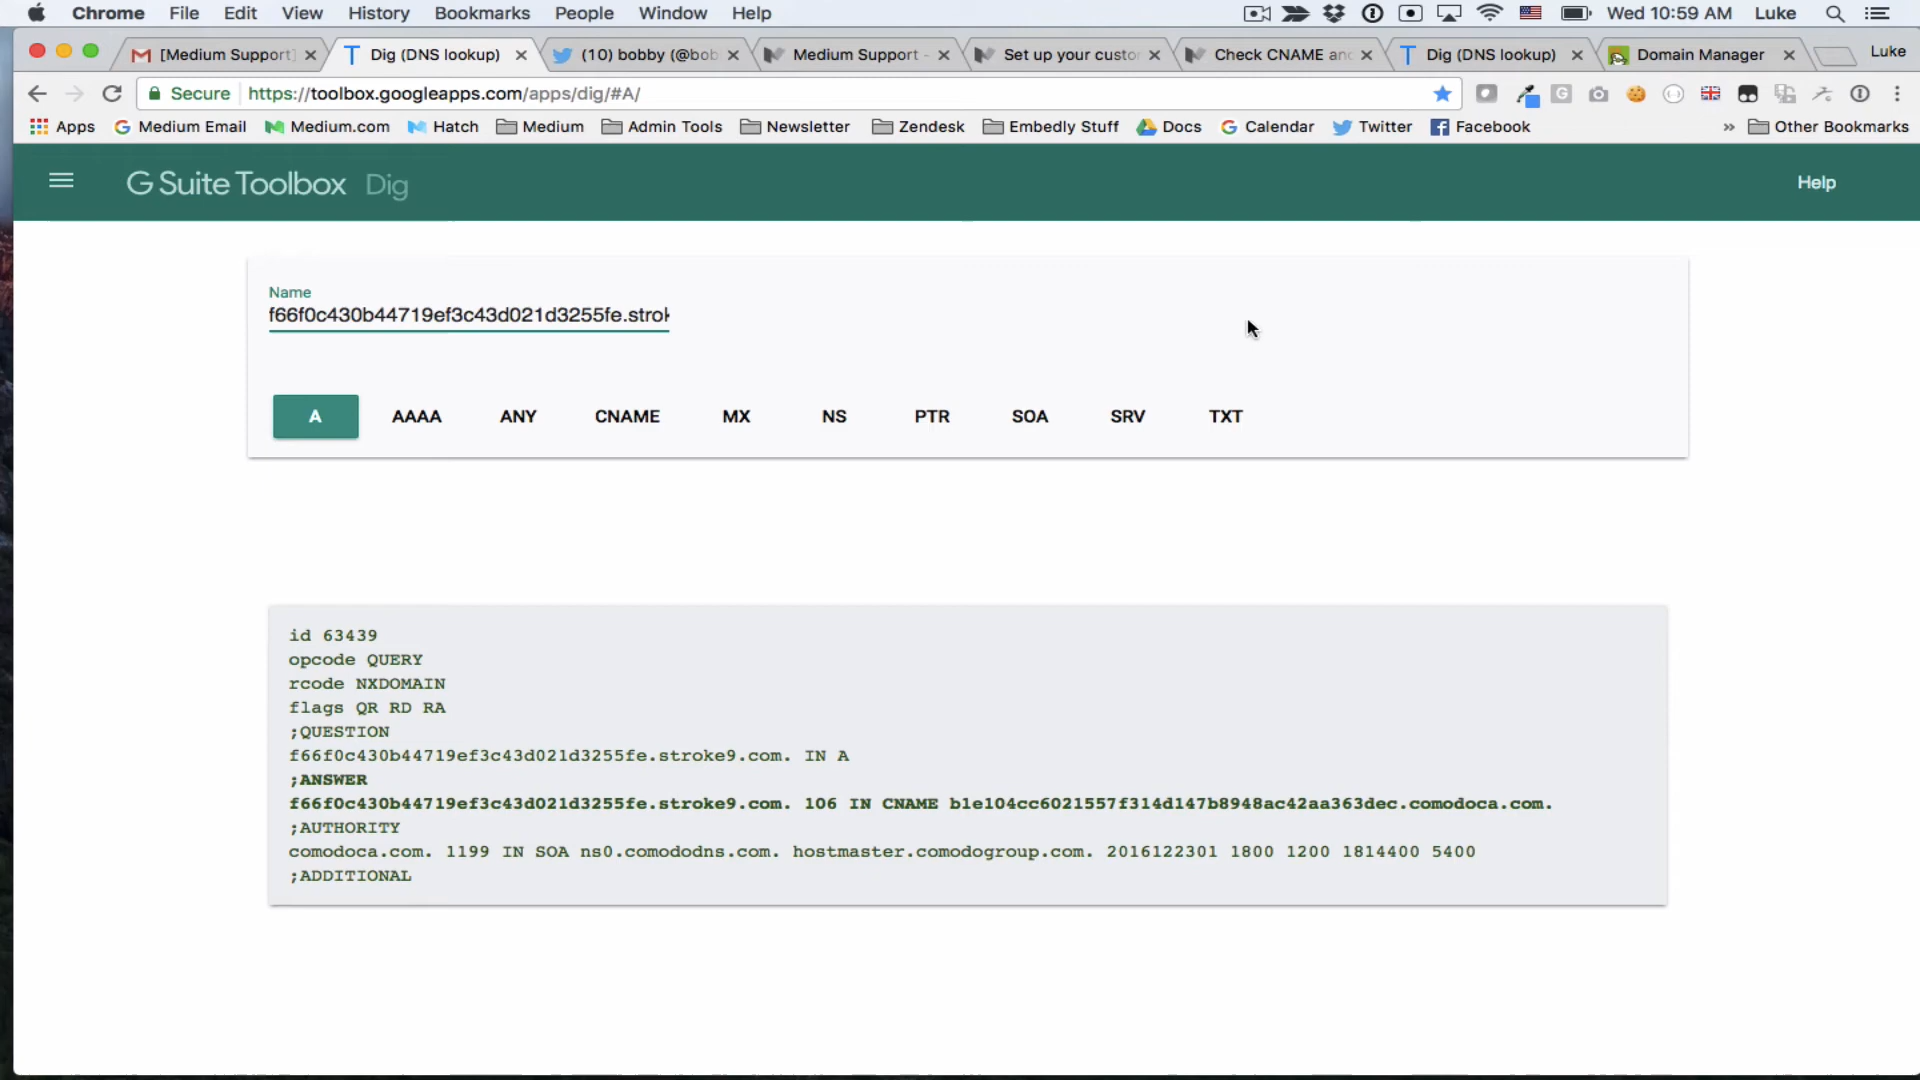 Chrome File Edit View History Bookmarks People Window Help Wed 10:59 AM Luke
[Medium Support] Dig (DNS lookup) (10) bobby (@bob Medium Support - Set up your custo Check CNAME and Dig (DNS lookup) Domain Manager Luke
Secure https://toolbox.googleapps.com/apps/dig/#A/
Apps Medium Email Medium.com Hatch Medium Admin Tools Newsletter Zendesk Embedly Stuff Docs Calendar Twitter Facebook » Other Bookmarks
G Suite Toolbox Dig Help
Name
f66f0c430b44719ef3c43d021d3255fe.strok
A AAAA ANY CNAME MX NS PTR SOA SRV TXT
id 63439
opcode QUERY
rcode NXDOMAIN
flags QR RD RA
;QUESTION
f66f0c430b44719ef3c43d021d3255fe.stroke9.com. IN A
;ANSWER
f66f0c430b44719ef3c43d021d3255fe.stroke9.com. 106 IN CNAME b1e104cc6021557f314d147b8948ac42aa363dec.comodoca.com.
;AUTHORITY
comodoca.com. 1199 IN SOA ns0.comododns.com. hostmaster.comodogroup.com. 2016122301 1800 1200 1814400 5400
;ADDITIONAL